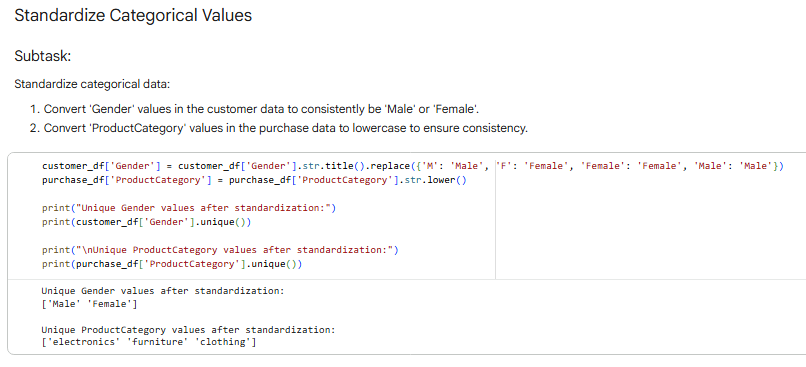 Standardize Categorical Values
Subtask:
Standardize categorical data:
1. Convert 'Gender' values in the customer data to consistently be 'Male' or 'Female'.
2. Convert 'ProductCategory' values in the purchase data to lowercase to ensure consistency.
customer_df['Gender'] = customer_df['Gender'].str.title().replace({'M': 'Male', 'F': 'Female', 'Female': 'Female', 'Male': 'Male'})
purchase_df['ProductCategory'] = purchase_df['ProductCategory'].str.lower()
print("Unique Gender values after standardization:")
print(customer_df['Gender'].unique())
print("\nUnique ProductCategory values after standardization:")
print(purchase_df['ProductCategory'].unique())
Unique Gender values after standardization:
['Male' 'Female']
Unique ProductCategory values after standardization:
['electronics' 'furniture' 'clothing']